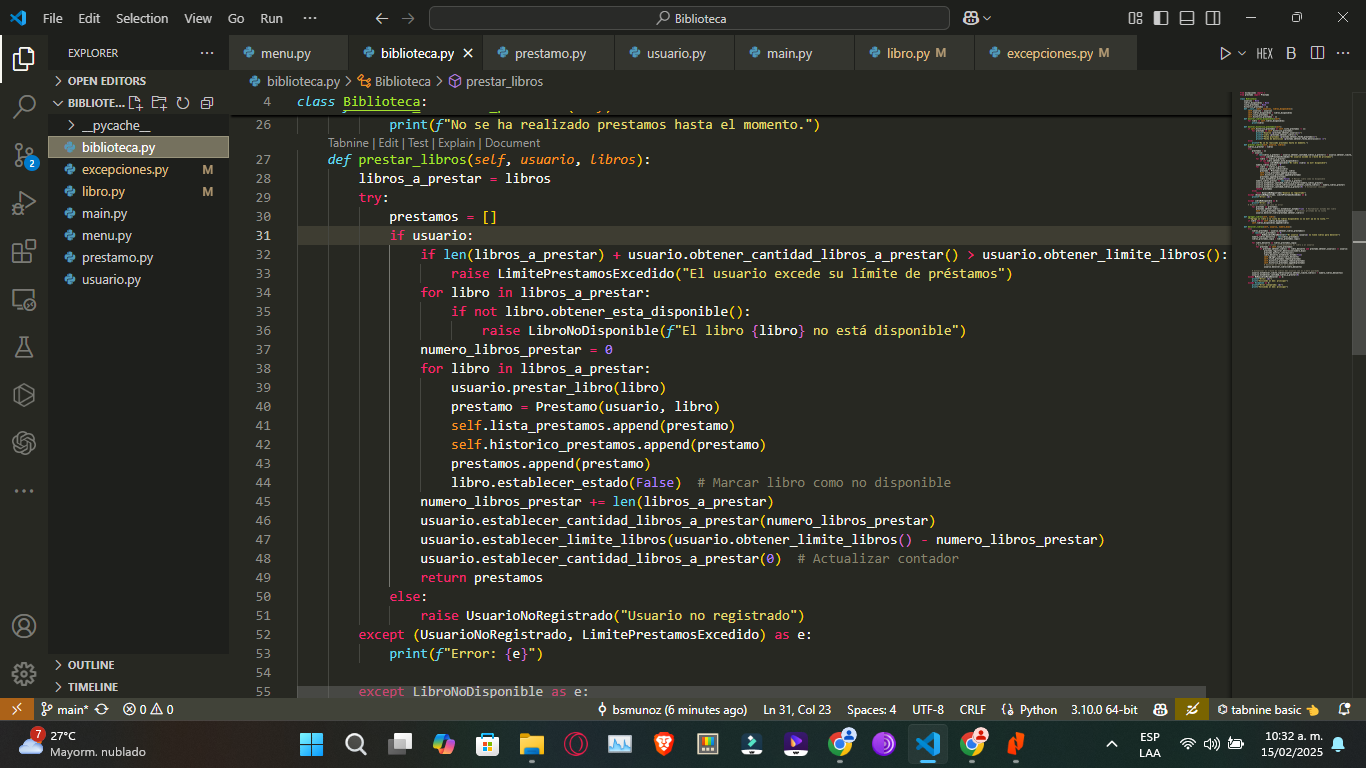 File Edit Selection View Go Run ··· Biblioteca
EXPLORER ···
OPEN EDITORS
BIBLIOTE...
__pycache__
biblioteca.py
excepciones.py M
libro.py M
main.py
menu.py
prestamo.py
usuario.py
OUTLINE
TIMELINE
2
menu.py biblioteca.py prestamo.py usuario.py main.py libro.py M excepciones.py M HEX B ···
biblioteca.py > Biblioteca > prestar_libros
4 class Biblioteca:
26 print(f"No se ha realizado prestamos hasta el momento.")
Tabnine | Edit | Test | Explain | Document
27 def prestar_libros(self, usuario, libros):
28 libros_a_prestar = libros
29 try:
30 prestamos = []
31 if usuario:
32 if len(libros_a_prestar) + usuario.obtener_cantidad_libros_a_prestar() > usuario.obtener_limite_libros():
33 raise LimitePrestamosExcedido("El usuario excede su límite de préstamos")
34 for libro in libros_a_prestar:
35 if not libro.obtener_esta_disponible():
36 raise LibroNoDisponible(f"El libro {libro} no está disponible")
37 numero_libros_prestar = 0
38 for libro in libros_a_prestar:
39 usuario.prestar_libro(libro)
40 prestamo = Prestamo(usuario, libro)
41 self.lista_prestamos.append(prestamo)
42 self.historico_prestamos.append(prestamo)
43 prestamos.append(prestamo)
44 libro.establecer_estado(False) # Marcar libro como no disponible
45 numero_libros_prestar += len(libros_a_prestar)
46 usuario.establecer_cantidad_libros_a_prestar(numero_libros_prestar)
47 usuario.establecer_limite_libros(usuario.obtener_limite_libros() - numero_libros_prestar)
48 usuario.establecer_cantidad_libros_a_prestar(0) # Actualizar contador
49 return prestamos
50 else:
51 raise UsuarioNoRegistrado("Usuario no registrado")
52 except (UsuarioNoRegistrado, LimitePrestamosExcedido) as e:
53 print(f"Error: {e}")
54
55 except LibroNoDisponible as e:
main* 0 0 bsmunoz (6 minutes ago) Ln 31, Col 23 Spaces: 4 UTF-8 CRLF Python 3.10.0 64-bit tabnine basic
7 27°C
Mayorm. nublado
ESP
LAA
10:32 a. m.
15/02/2025